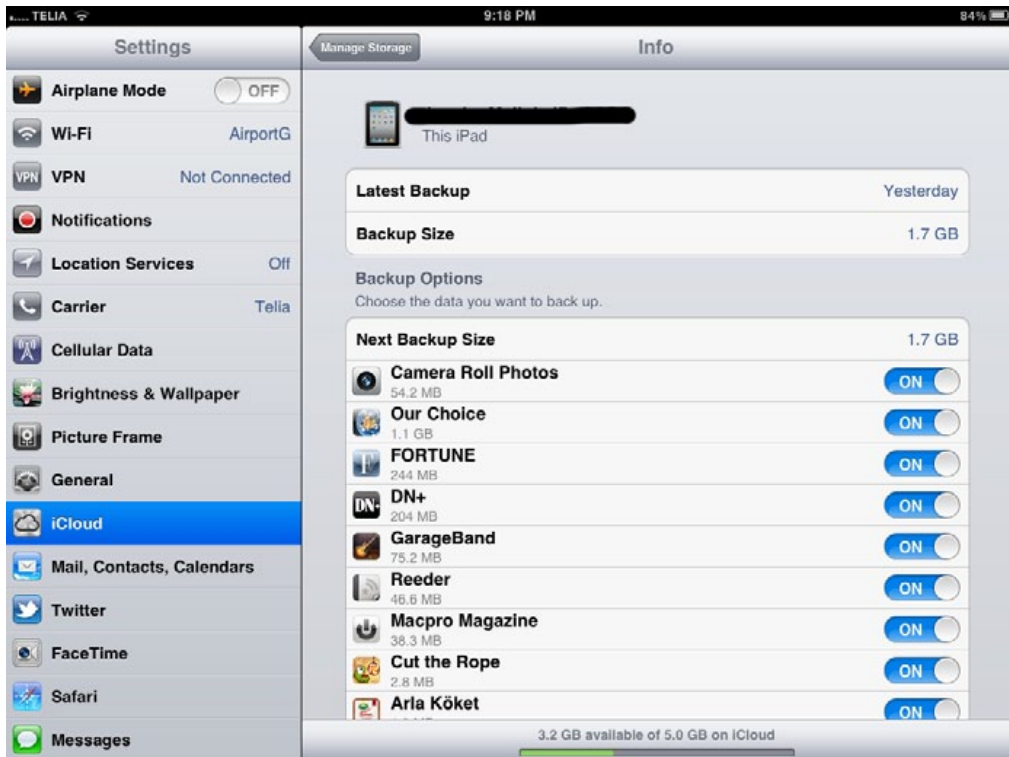 TELIA
9:18 PM
84%
Settings
Manage Storage
Info
Airplane Mode
OFF
Wi-Fi
AirportG
VPN
VPN
Not Connected
Notifications
Location Services
Off
Carrier
Telia
Cellular Data
Brightness & Wallpaper
Picture Frame
General
iCloud
Mail, Contacts, Calendars
Twitter
FaceTime
Safari
Messages
This iPad
Latest Backup
Yesterday
Backup Size
1.7 GB
Backup Options
Choose the data you want to back up.
Next Backup Size
1.7 GB
Camera Roll Photos
54.2 MB
ON
Our Choice
1.1 GB
ON
F
FORTUNE
244 MB
ON
DN+
DN+
204 MB
ON
GarageBand
75.2 MB
ON
Reeder
46.6 MB
ON
Macpro Magazine
38.3 MB
ON
Cut the Rope
2.8 MB
ON
Arla Köket
ON
3.2 GB available of 5.0 GB on iCloud